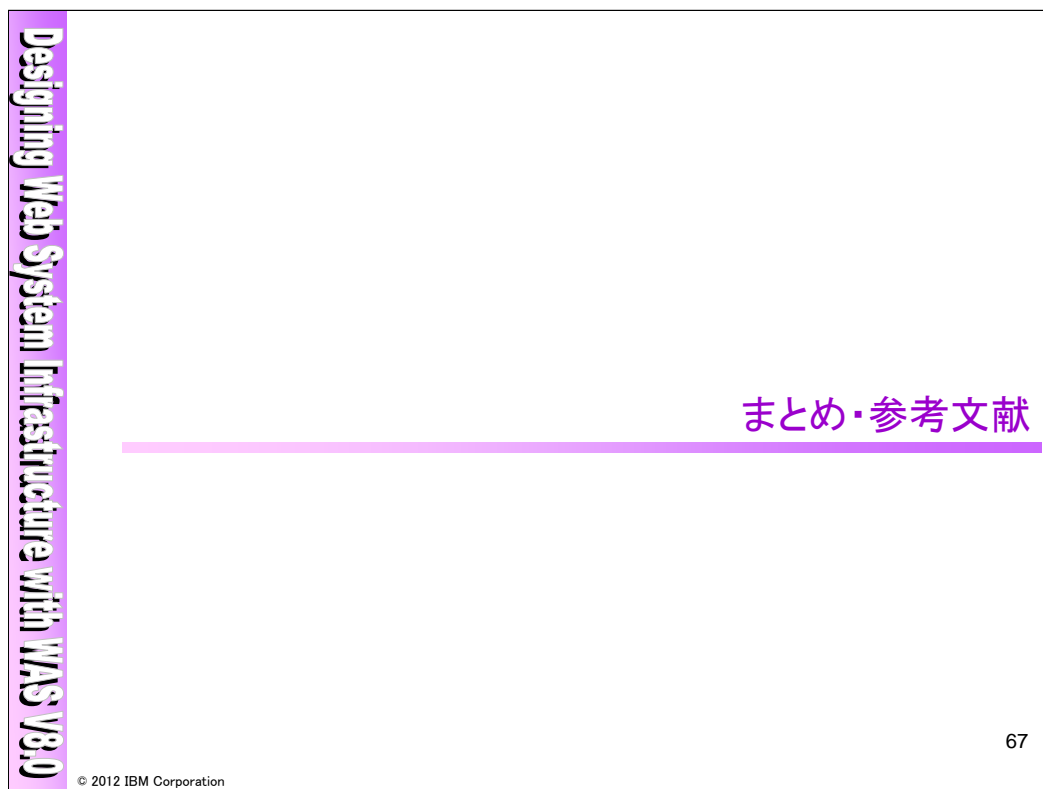 Designing Web System Infrastructure with WAS V8.0
まとめ・参考文献
67
© 2012 IBM Corporation